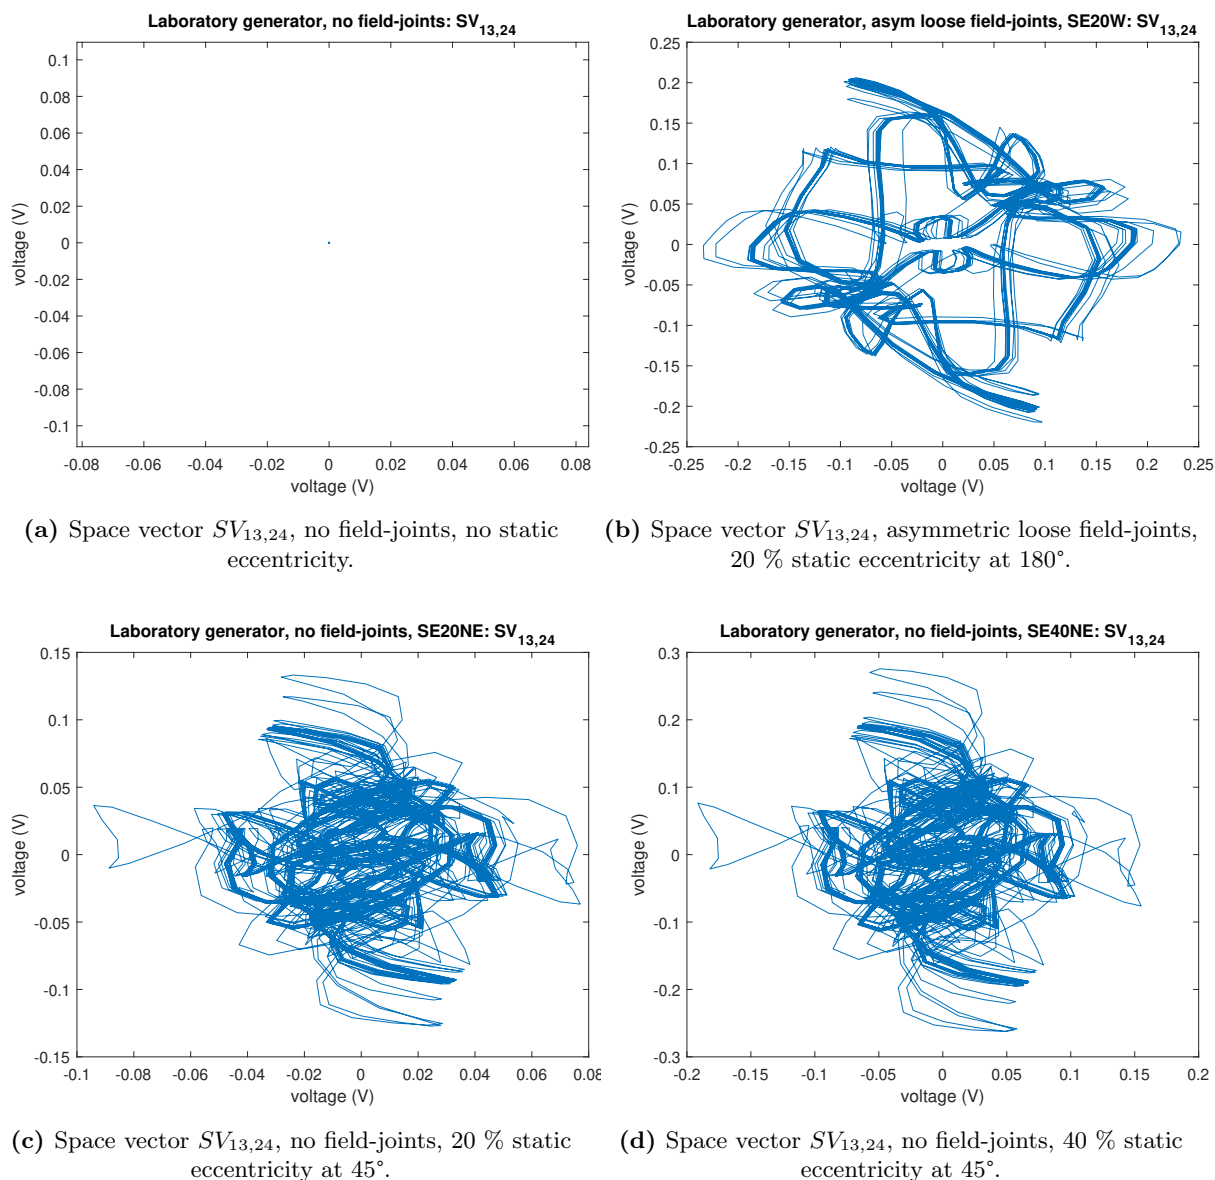 Laboratory generator, no field-joints: SV13,24
0.1
0.08
0.06
0.04
0.02
0
-0.02
-0.04
-0.06
-0.08
-0.1
voltage (V)
-0.08 -0.06 -0.04 -0.02 0 0.02 0.04 0.06 0.08
voltage (V)
(a) Space vector SV13,24, no field-joints, no static
eccentricity.
Laboratory generator, asym loose field-joints, SE20W: SV13,24
0.25
0.2
0.15
0.1
0.05
0
-0.05
-0.1
-0.15
-0.2
-0.25
voltage (V)
-0.25 -0.2 -0.15 -0.1 -0.05 0 0.05 0.1 0.15 0.2 0.25
voltage (V)
(b) Space vector SV13,24, asymmetric loose field-joints,
20 % static eccentricity at 180°.
Laboratory generator, no field-joints, SE20NE: SV13,24
0.15
0.1
0.05
0
-0.05
-0.1
-0.15
voltage (V)
-0.1 -0.08 -0.06 -0.04 -0.02 0 0.02 0.04 0.06 0.08
voltage (V)
(c) Space vector SV13,24, no field-joints, 20 % static
eccentricity at 45°.
Laboratory generator, no field-joints, SE40NE: SV13,24
0.3
0.2
0.1
0
-0.1
-0.2
-0.3
voltage (V)
-0.2 -0.15 -0.1 -0.05 0 0.05 0.1 0.15 0.2
voltage (V)
(d) Space vector SV13,24, no field-joints, 40 % static
eccentricity at 45°.